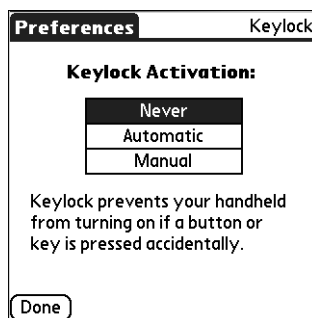 Preferences Keylock
Keylock Activation:
Never
Automatic
Manual
Keylock prevents your handheld
from turning on if a button or
key is pressed accidentally.
Done